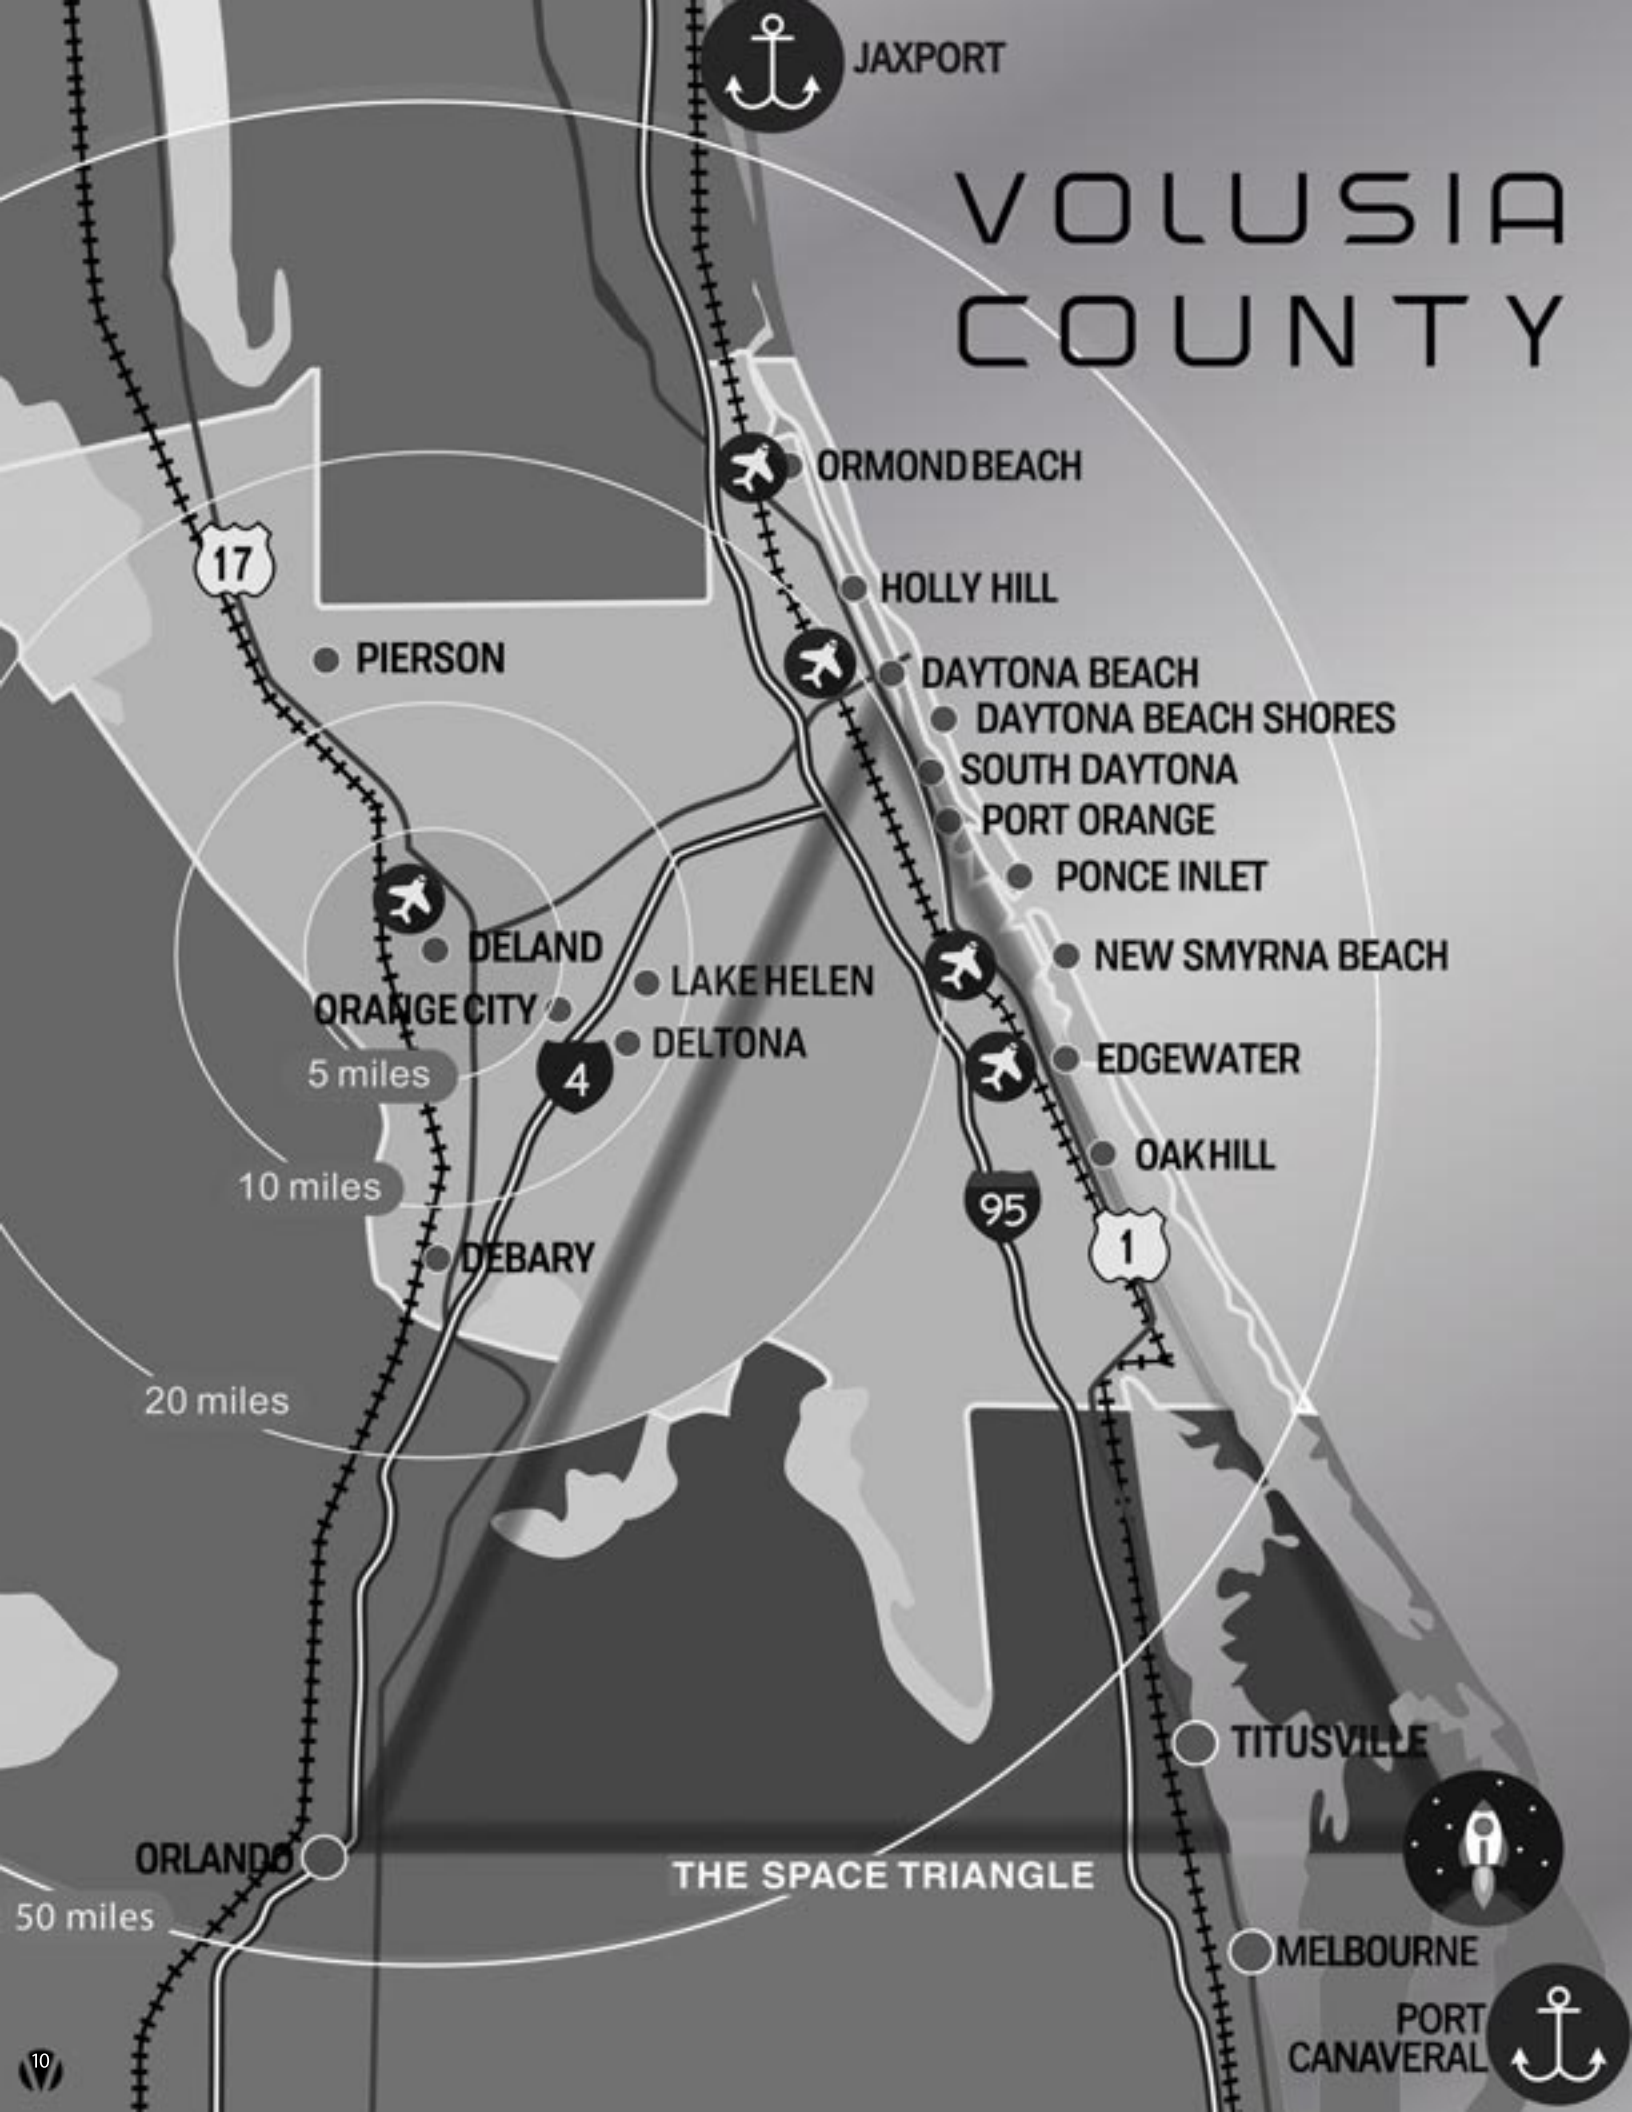 JAXPORT
VOLUSIA
COUNTY
ORMOND BEACH
17
HOLLY HILL
PIERSON
DAYTONA BEACH
DAYTONA BEACH SHORES
SOUTH DAYTONA
PORT ORANGE
PONCE INLET
DELAND
NEW SMYRNA BEACH
LAKE HELEN
ORANGE CITY
DELTONA
EDGEWATER
5 miles
4
OAK HILL
10 miles
95
1
DEBARY
20 miles
TITUSVILLE
ORLANDO
THE SPACE TRIANGLE
50 miles
MELBOURNE
PORT
CANAVERAL
10